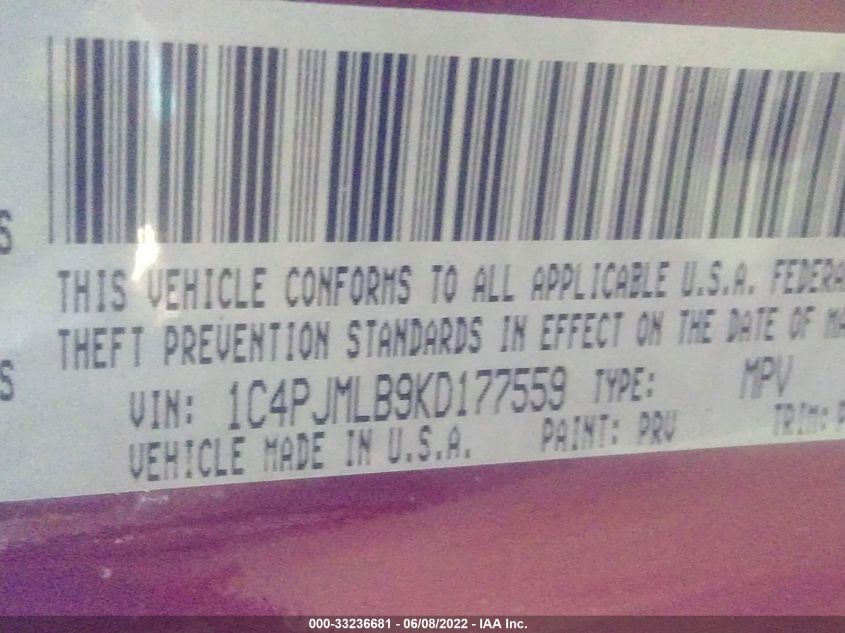 S
THIS VEHICLE CONFORMS TO ALL APPLICABLE U.S.A. FEDERA
THEFT PREVENTION STANDARDS IN EFFECT ON THE DATE OF MA
S
VIN: 1C4PJMLB9KD177559 TYPE: MPV
VEHICLE MADE IN U.S.A. PAINT: PRV TRIM: P
000-33236681 - 06/08/2022 - IAA Inc.